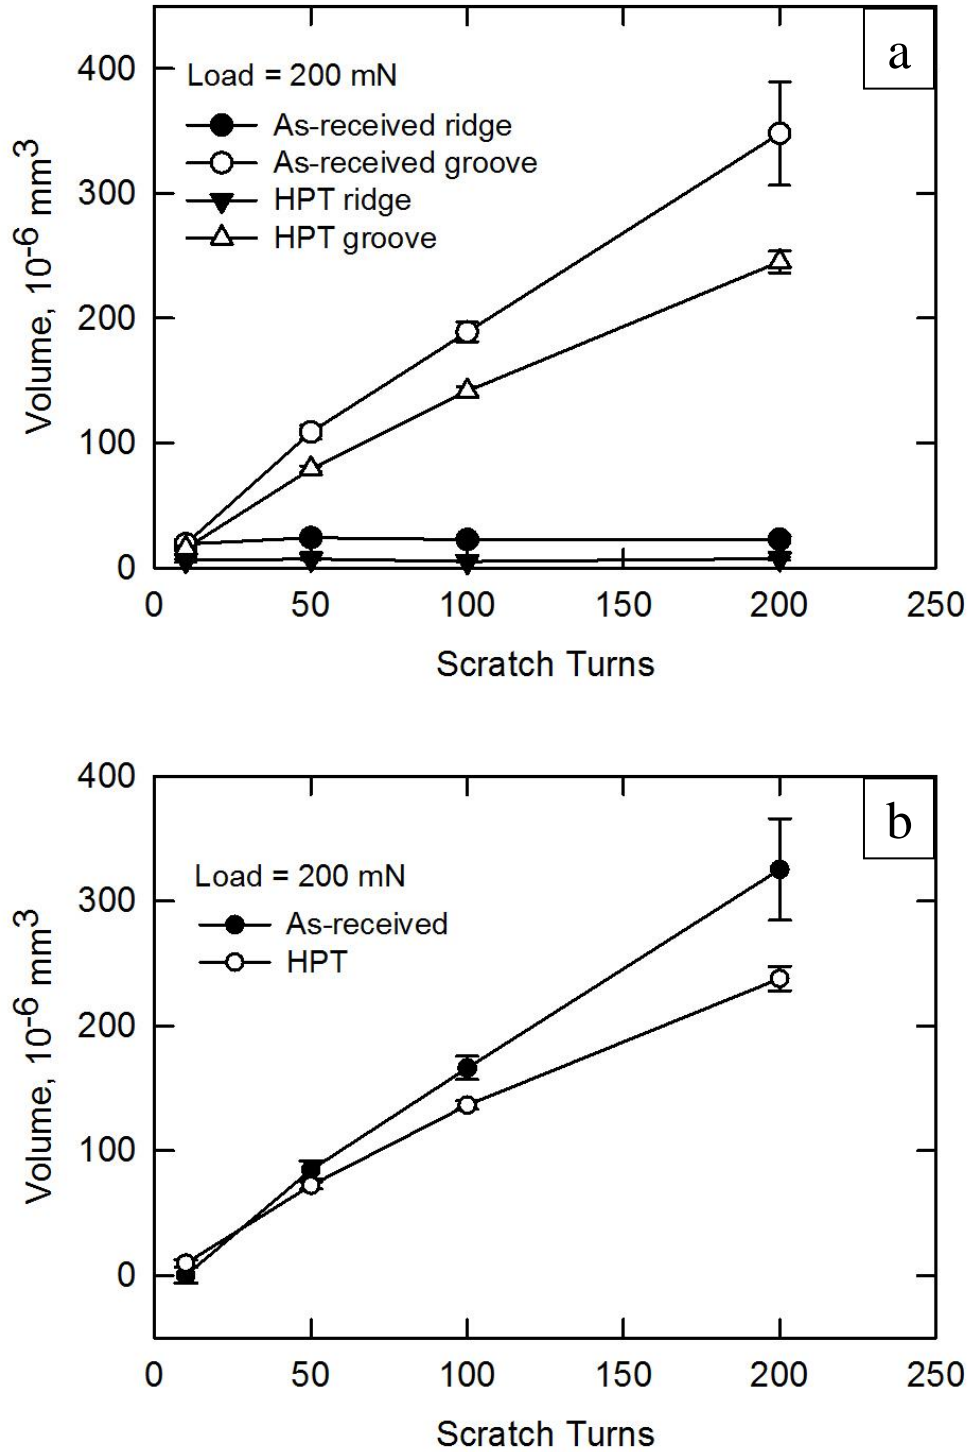 a
400
Load = 200 mN
As-received ridge
As-received groove
HPT ridge
HPT groove
300
200
100
0
Volume, 10-6 mm3
0 50 100 150 200 250
Scratch Turns
b
400
Load = 200 mN
As-received
HPT
300
200
100
0
Volume, 10-6 mm3
0 50 100 150 200 250
Scratch Turns